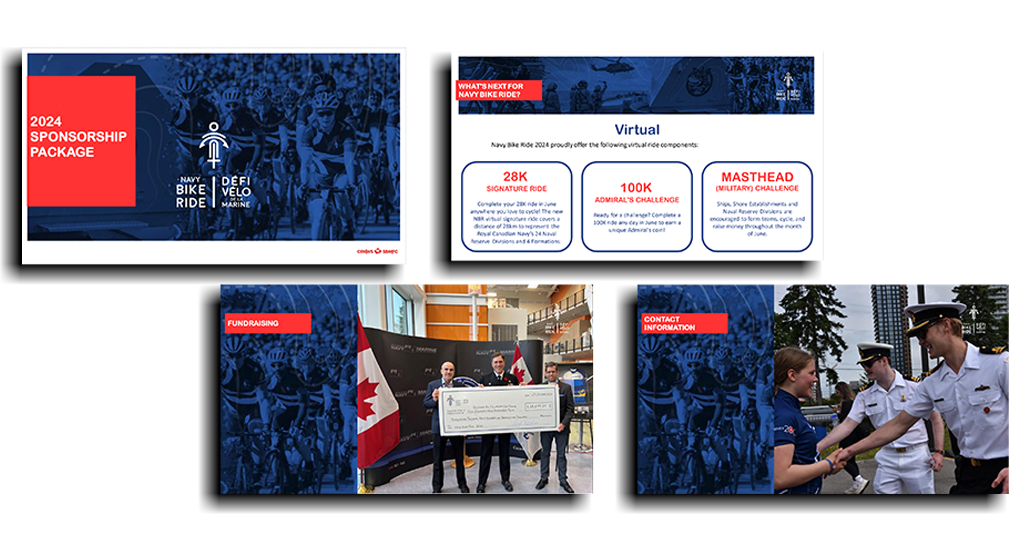 2024
SPONSORSHIP
PACKAGE
NAVY
BIKE
RIDE
DÉFI
VÉLO
DE LA
MARINE
WHAT'S NEXT FOR
NAVY BIKE RIDE?
Virtual
Navy Bike Ride 2024 proudly offer the following virtual ride components:
28K
SIGNATURE RIDE
Complete your 28K ride in June
anywhere you love to cycle! The new
NBR virtual signature ride covers a
distance of 28km to represent the
Royal Canadian Navy's 24 Naval
Reserve Divisions and 4 Formations.
100K
ADMIRAL'S CHALLENGE
Ready for a challenge? Complete a
100K ride any day in June to earn a
unique Admiral's coin!
MASTHEAD
(MILITARY) CHALLENGE
Ships, Shore Establishments and
Naval Reserve Divisions are
encouraged to form teams, cycle, and
raise money throughout the month
of June.
FUNDRAISING
CONTACT
INFORMATION